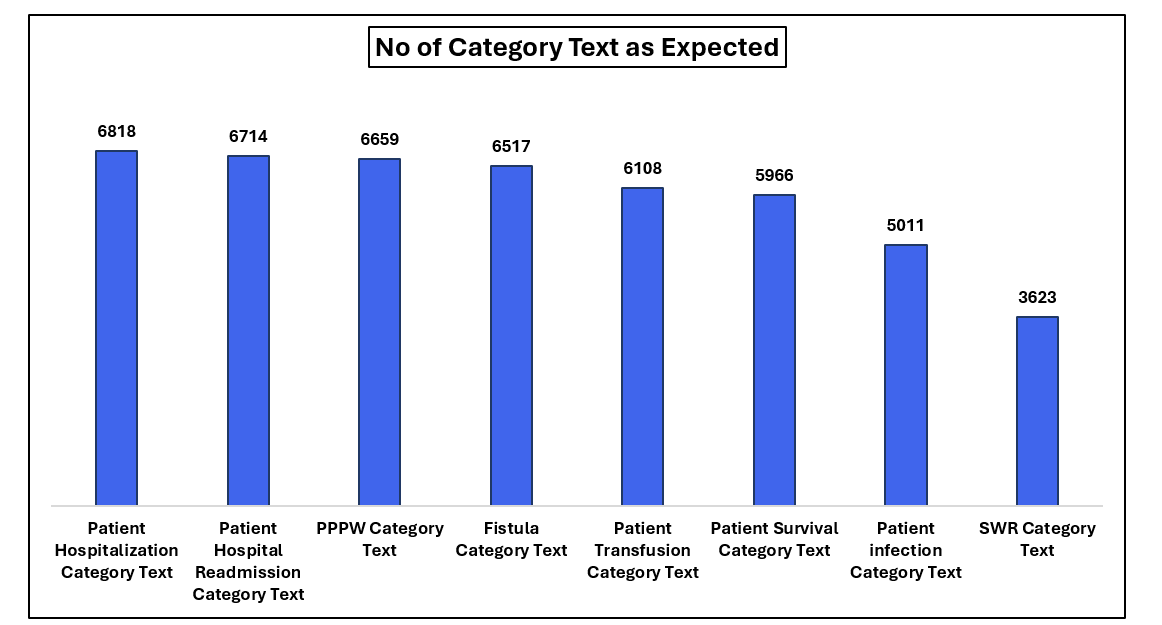 No of Category Text as Expected
6818
6714
6659
6517
6108
5966
5011
3623
Patient
Hospitalization
Category Text
Patient
Hospital
Readmission
Category Text
PPPW Category
Text
Fistula
Category Text
Patient
Transfusion
Category Text
Patient Survival
Category Text
Patient
infection
Category Text
SWR Category
Text